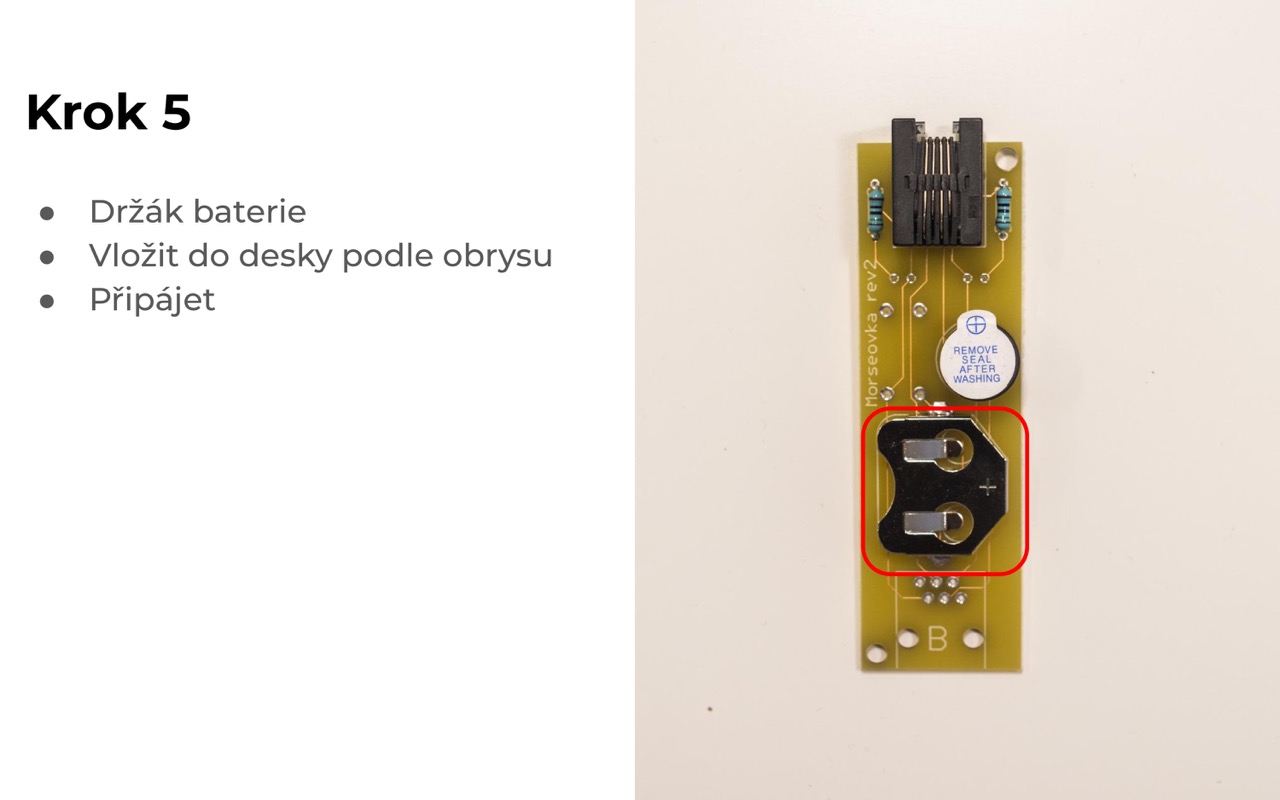 Krok 5
● Držák baterie
● Vložit do desky podle obrysu
● Připájet
Morseovka rev2
REMOVE
SEAL
AFTER
WASHING
+
B